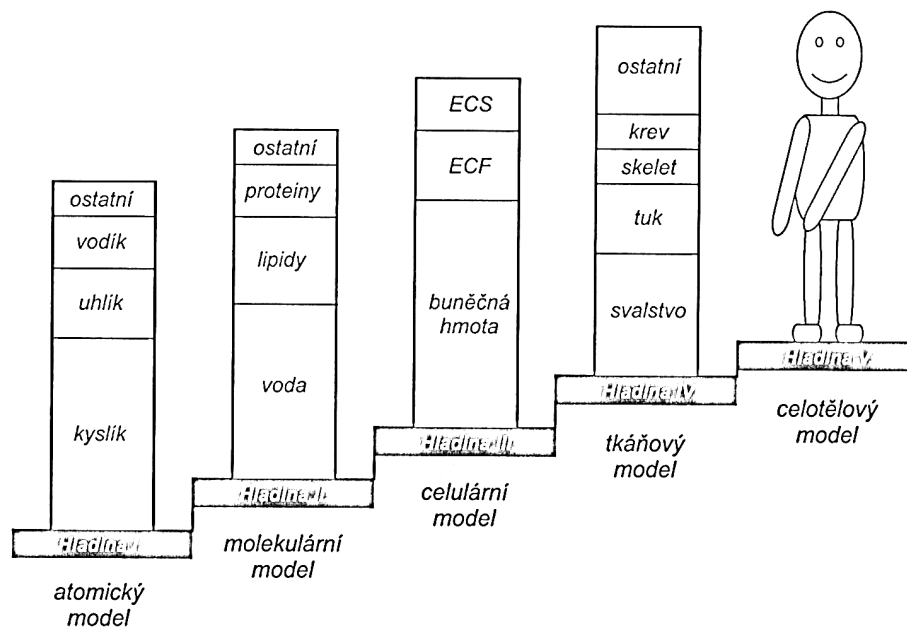 ostatní
vodík
uhlík
kyslík
Hladina I.
atomický
model
ostatní
proteiny
lipidy
voda
Hladina II.
molekulární
model
ECS
ECF
buněčná
hmota
Hladina III.
celulární
model
ostatní
krev
skelet
tuk
svalstvo
Hladina IV.
tkáňový
model
Hladina V.
celotělový
model